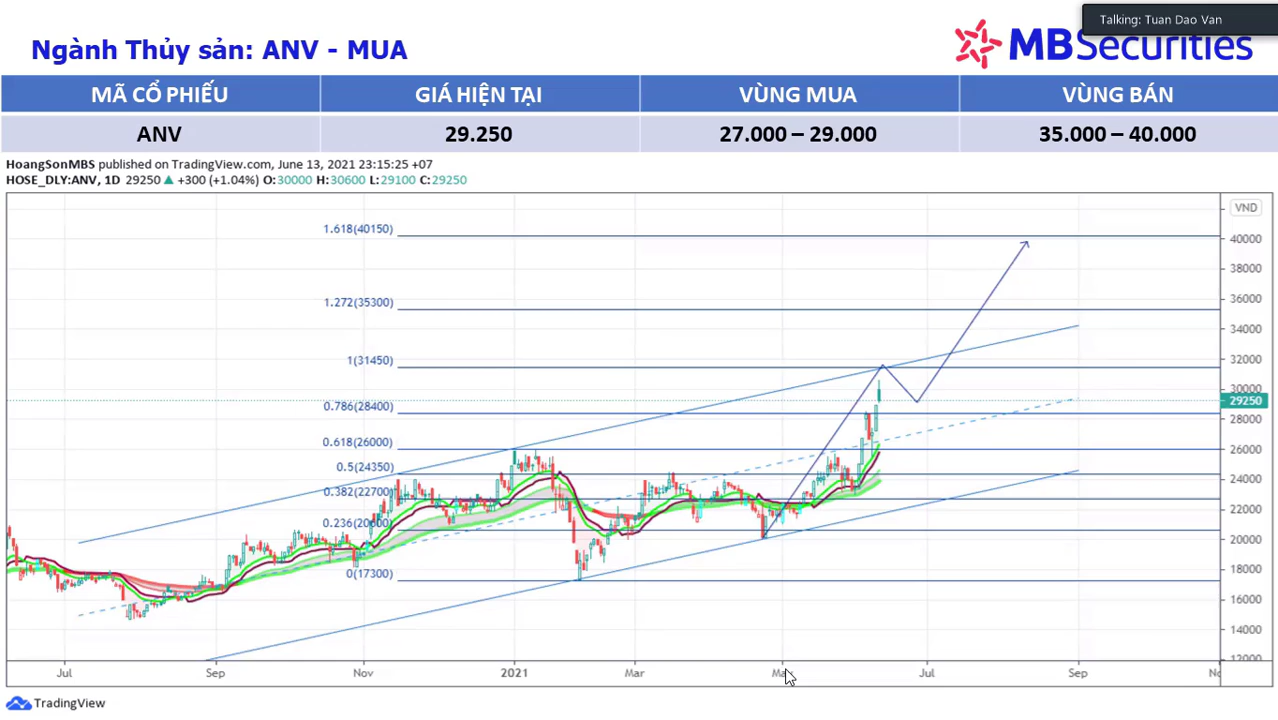 Talking: Tuan Dao Van
Ngành Thủy sản: ANV - MUA
MBSecurities
MÃ CỔ PHIẾU GIÁ HIỆN TẠI VÙNG MUA VÙNG BÁN
ANV 29.250 27.000 – 29.000 35.000 – 40.000
HoangSonMBS published on TradingView.com, June 13, 2021 23:15:25 +07
HOSE_DLY:ANV, 1D 29250 ▲ +300 (+1.04%) O:30000 H:30600 L:29100 C:29250
VND
1.618(40150)
40000
38000
1.272(35300)
36000
34000
1(31450)
32000
30000
29250
0.786(28400)
28000
0.618(26000)
26000
0.5(24350)
24000
0.382(22700)
22000
0.236(20600)
20000
0(17300)
18000
16000
14000
12000
Jul Sep Nov 2021 Mar Jul Sep
TradingView